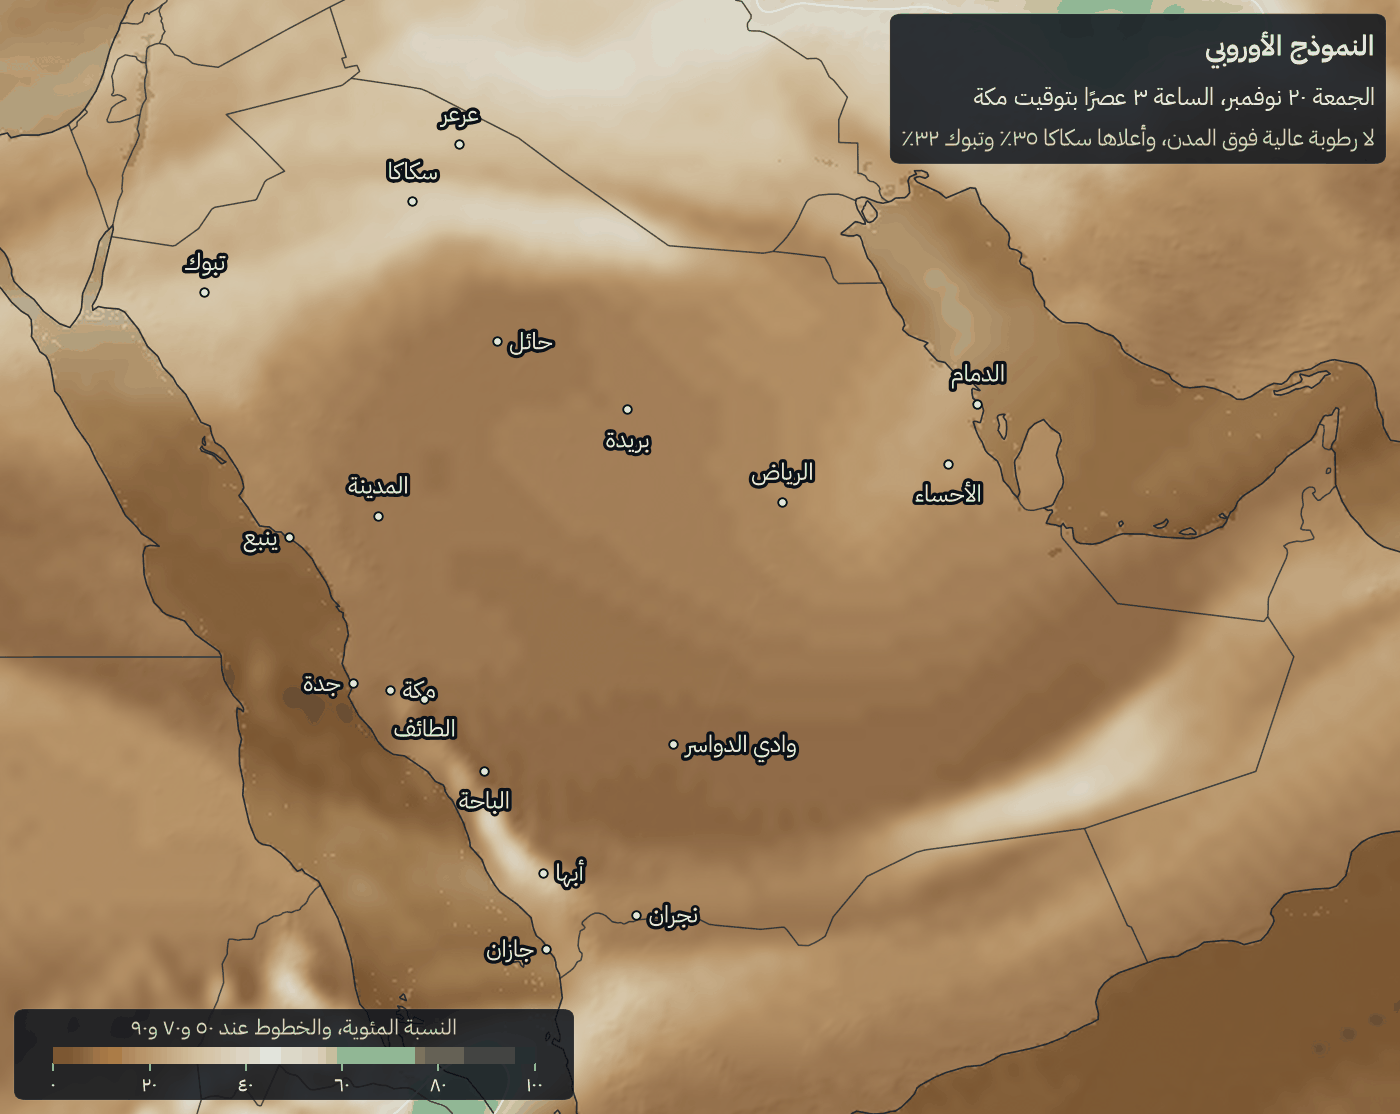 النموذج الأوروبي
الجمعة ٢٠ نوفمبر، الساعة ٣ عصرًا بتوقيت مكة
لا رطوبة عالية فوق المدن، وأعلاها سكاكا ٣٥٪ وتبوك ٣٢٪
عرعر
سكاكا
تبوك
حائل
الدمام
بريدة
الرياض
المدينة
الأحساء
ينبع
جدة
مكة
الطائف
وادي الدواسر
الباحة
أبها
نجران
جازان
النسبة المئوية، والخطوط عند ٥٠ و٧٠ و٩٠
٠ ٢٠ ٤٠ ٦٠ ٨٠ ١٠٠